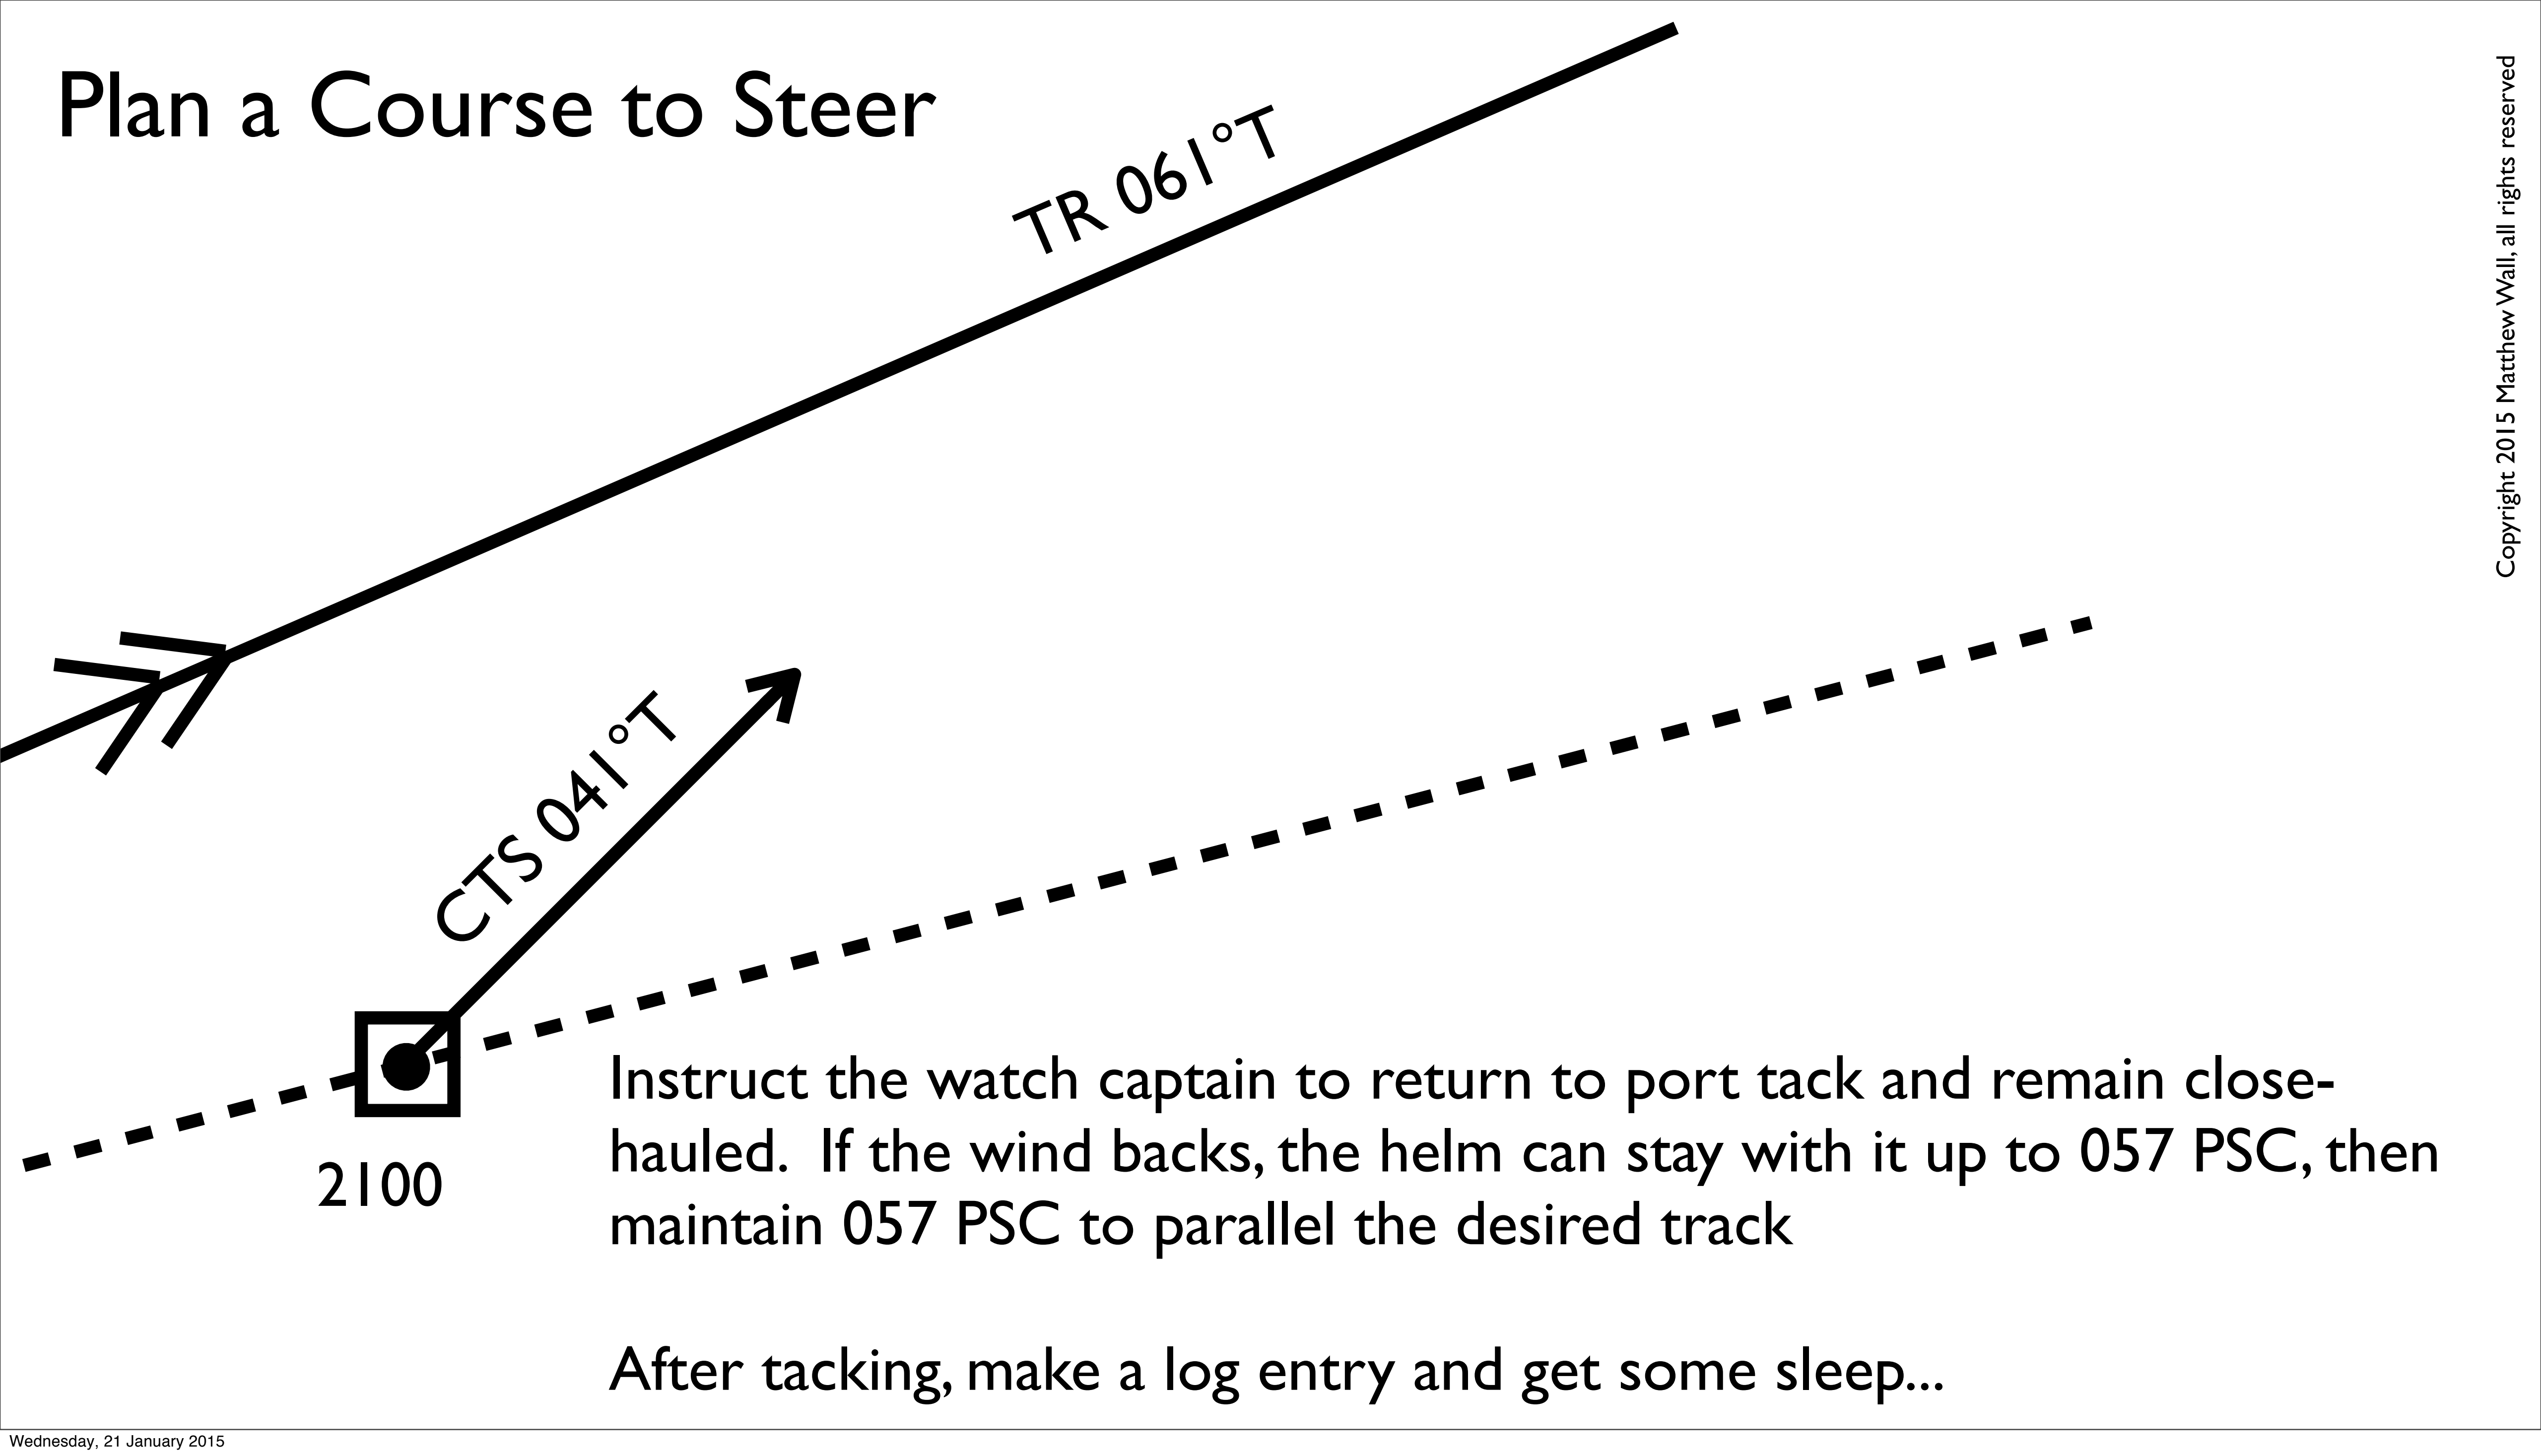 Plan a Course to Steer
TR 061°T
Copyright 2015 Matthew Wall, all rights reserved
CTS 041°T
2100
Instruct the watch captain to return to port tack and remain close-
hauled.  If the wind backs, the helm can stay with it up to 057 PSC, then
maintain 057 PSC to parallel the desired track
After tacking, make a log entry and get some sleep...
Wednesday, 21 January 2015